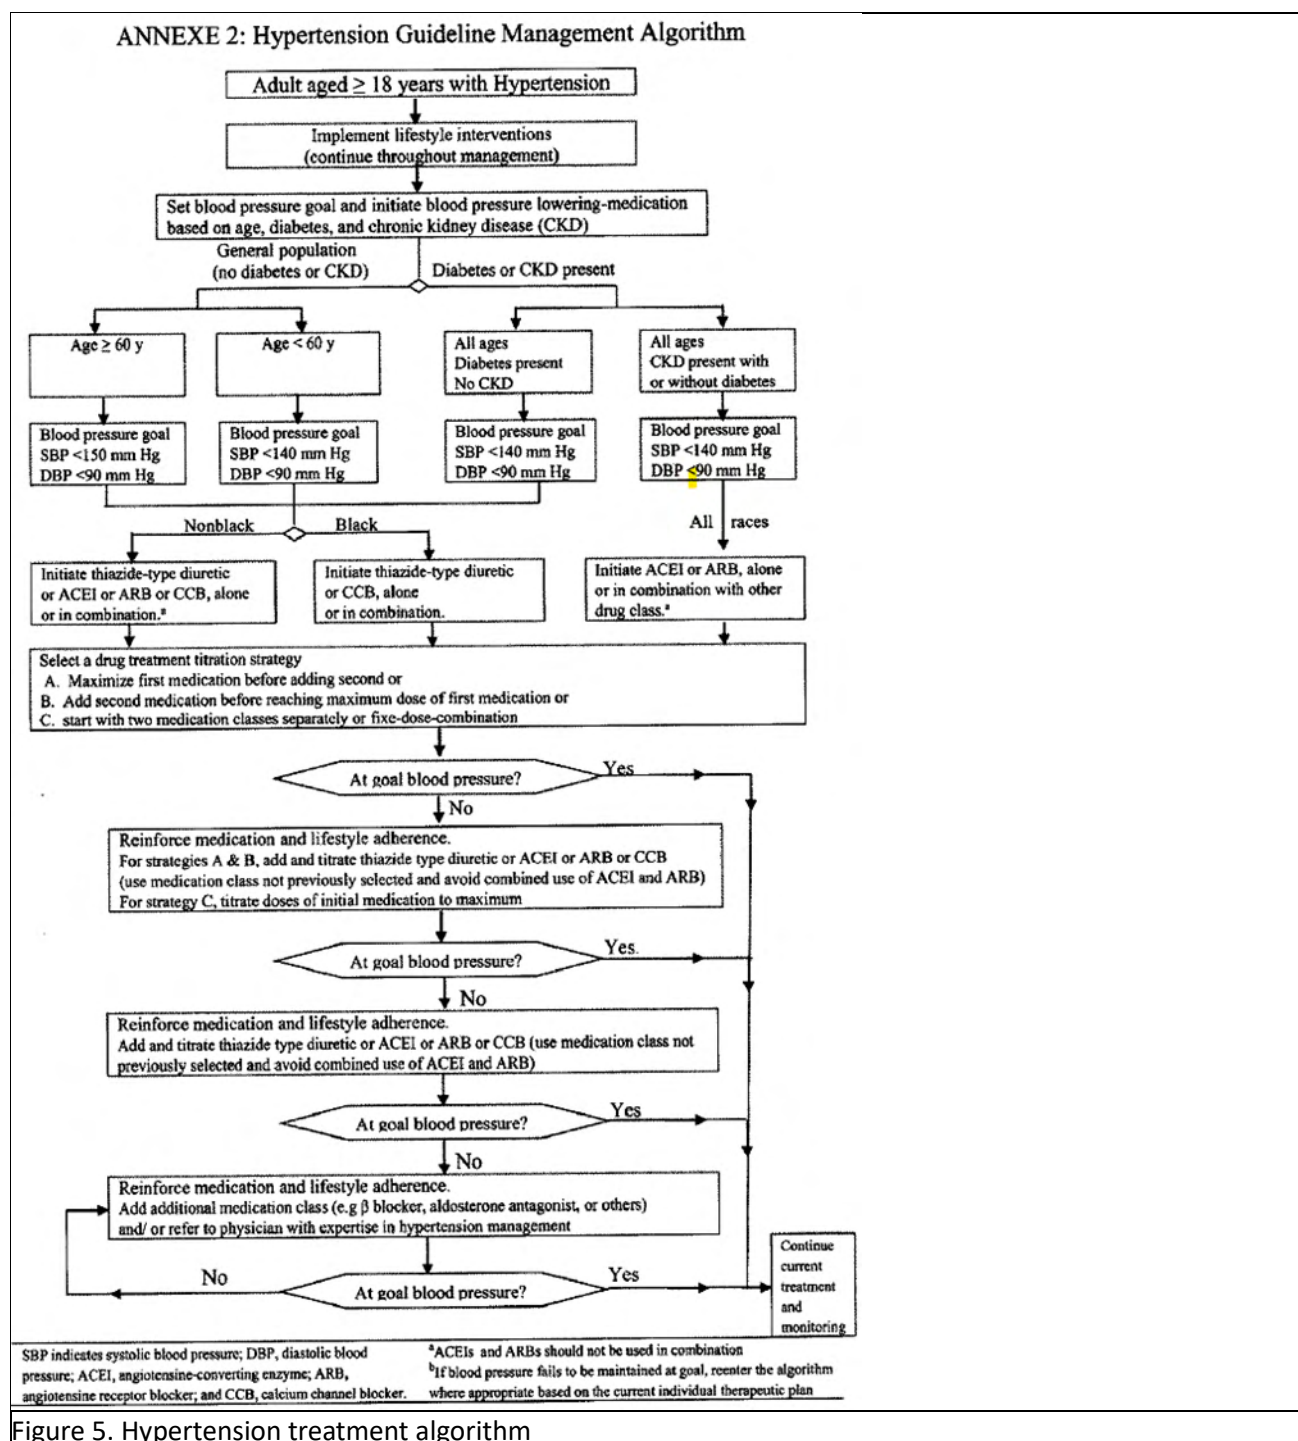 ANNEXE 2: Hypertension Guideline Management Algorithm
Adult aged ≥ 18 years with Hypertension
Implement lifestyle interventions
(continue throughout management)
Set blood pressure goal and initiate blood pressure lowering-medication
based on age, diabetes, and chronic kidney disease (CKD)
General population
(no diabetes or CKD)
Diabetes or CKD present
Age ≥ 60 y
Age < 60 y
All ages
Diabetes present
No CKD
All ages
CKD present with
or without diabetes
Blood pressure goal
SBP <150 mm Hg
DBP <90 mm Hg
Blood pressure goal
SBP <140 mm Hg
DBP <90 mm Hg
Blood pressure goal
SBP <140 mm Hg
DBP <90 mm Hg
Blood pressure goal
SBP <140 mm Hg
DBP <90 mm Hg
Nonblack
Black
All races
Initiate thiazide-type diuretic
or ACEI or ARB or CCB, alone
or in combination.ª
Initiate thiazide-type diuretic
or CCB, alone
or in combination.
Initiate ACEI or ARB, alone
or in combination with other
drug class.ª
Select a drug treatment titration strategy
A. Maximize first medication before adding second or
B. Add second medication before reaching maximum dose of first medication or
C. start with two medication classes separately or fixe-dose-combination
At goal blood pressure?
Yes
No
Reinforce medication and lifestyle adherence.
For strategies A & B, add and titrate thiazide type diuretic or ACEI or ARB or CCB
(use medication class not previously selected and avoid combined use of ACEI and ARB)
For strategy C, titrate doses of initial medication to maximum
At goal blood pressure?
Yes.
No
Reinforce medication and lifestyle adherence.
Add and titrate thiazide type diuretic or ACEI or ARB or CCB (use medication class not
previously selected and avoid combined use of ACEI and ARB)
At goal blood pressure?
Yes
No
Reinforce medication and lifestyle adherence.
Add additional medication class (e.g β blocker, aldosterone antagonist, or others)
and/ or refer to physician with expertise in hypertension management
At goal blood pressure?
No
Yes
Continue
current
treatment
and
monitoring
SBP indicates systolic blood pressure; DBP, diastolic blood
pressure; ACEI, angiotensine-converting enzyme; ARB,
angiotensine receptor blocker; and CCB, calcium channel blocker.
ªACEIs and ARBs should not be used in combination
ᵇIf blood pressure fails to be maintained at goal, reenter the algorithm
where appropriate based on the current individual therapeutic plan
Figure 5. Hypertension treatment algorithm